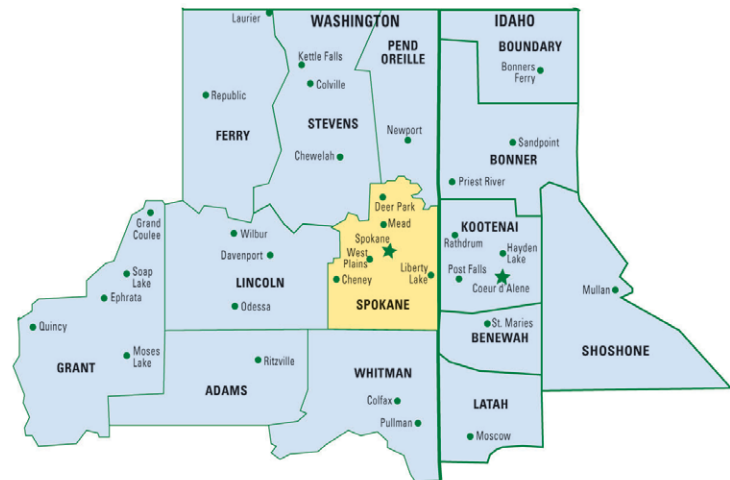 Laurier
WASHINGTON
IDAHO
Kettle Falls
PEND
OREILLE
BOUNDARY
Bonners
Ferry
Colville
Republic
STEVENS
FERRY
Newport
Sandpoint
Chewelah
BONNER
Priest River
Deer Park
Grand
Coulee
Mead
KOOTENAI
Wilbur
Spokane
Rathdrum
Hayden
Lake
Davenport
West
Plains
Soap
Lake
LINCOLN
Cheney
Liberty
Lake
Post Falls
Coeur d'Alene
Mullan
Ephrata
Odessa
SPOKANE
Quincy
St. Maries
BENEWAH
SHOSHONE
Moses
Lake
GRANT
Ritzville
WHITMAN
ADAMS
Colfax
LATAH
Pullman
Moscow